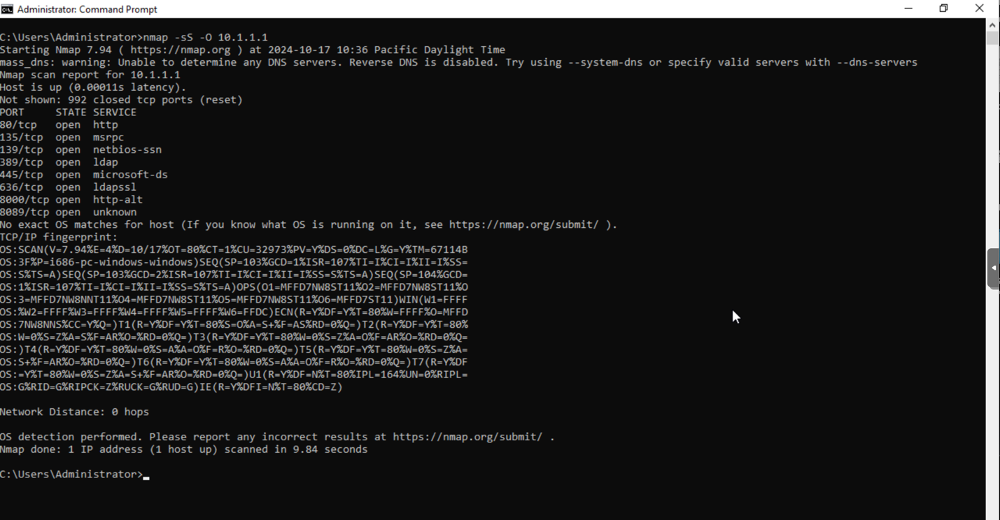 Administrator: Command Prompt
C:\Users\Administrator>nmap -sS -O 10.1.1.1
Starting Nmap 7.94 ( https://nmap.org ) at 2024-10-17 10:36 Pacific Daylight Time
mass_dns: warning: Unable to determine any DNS servers. Reverse DNS is disabled. Try using --system-dns or specify valid servers with --dns-servers
Nmap scan report for 10.1.1.1
Host is up (0.00011s latency).
Not shown: 992 closed tcp ports (reset)
PORT     STATE SERVICE
80/tcp   open  http
135/tcp  open  msrpc
139/tcp  open  netbios-ssn
389/tcp  open  ldap
445/tcp  open  microsoft-ds
636/tcp  open  ldapssl
8000/tcp open  http-alt
8089/tcp open  unknown
No exact OS matches for host (If you know what OS is running on it, see https://nmap.org/submit/ ).
TCP/IP fingerprint:
OS:SCAN(V=7.94%E=4%D=10/17%OT=80%CT=1%CU=32973%PV=Y%DS=0%DC=L%G=Y%TM=67114B
OS:3F%P=i686-pc-windows-windows)SEQ(SP=103%GCD=1%ISR=107%TI=I%CI=I%II=I%SS=
OS:S%TS=A)SEQ(SP=103%GCD=2%ISR=107%TI=I%CI=I%II=I%SS=S%TS=A)SEQ(SP=104%GCD=
OS:1%ISR=107%TI=I%CI=I%II=I%SS=S%TS=A)OPS(O1=MFFD7NW8ST11%O2=MFFD7NW8ST11%O
OS:3=MFFD7NW8NNT11%O4=MFFD7NW8ST11%O5=MFFD7NW8ST11%O6=MFFD7ST11)WIN(W1=FFFF
OS:%W2=FFFF%W3=FFFF%W4=FFFF%W5=FFFF%W6=FFDC)ECN(R=Y%DF=Y%T=80%W=FFFF%O=MFFD
OS:7NW8NNS%CC=Y%Q=)T1(R=Y%DF=Y%T=80%S=O%A=S+%F=AS%RD=0%Q=)T2(R=Y%DF=Y%T=80%
OS:W=0%S=Z%A=S%F=AR%O=%RD=0%Q=)T3(R=Y%DF=Y%T=80%W=0%S=Z%A=O%F=AR%O=%RD=0%Q=
OS:)T4(R=Y%DF=Y%T=80%W=0%S=A%A=O%F=R%O=%RD=0%Q=)T5(R=Y%DF=Y%T=80%W=0%S=Z%A=
OS:S+%F=AR%O=%RD=0%Q=)T6(R=Y%DF=Y%T=80%W=0%S=A%A=O%F=R%O=%RD=0%Q=)T7(R=Y%DF
OS:=Y%T=80%W=0%S=Z%A=S+%F=AR%O=%RD=0%Q=)U1(R=Y%DF=N%T=80%IPL=164%UN=0%RIPL=
OS:G%RID=G%RIPCK=Z%RUCK=G%RUD=G)IE(R=Y%DFI=N%T=80%CD=Z)
Network Distance: 0 hops
OS detection performed. Please report any incorrect results at https://nmap.org/submit/ .
Nmap done: 1 IP address (1 host up) scanned in 9.84 seconds
C:\Users\Administrator>